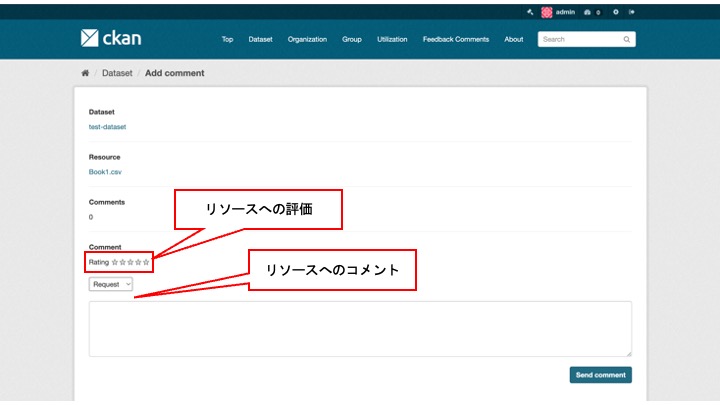 admin 0
ckan
Top Dataset Organization Group Utilization Feedback Comments About Search
Dataset / Add comment
Dataset
test-dataset
Resource
Book1.csv
Comments
0
リソースへの評価
Comment
Rating ☆☆☆☆☆
リソースへのコメント
Request
Send comment